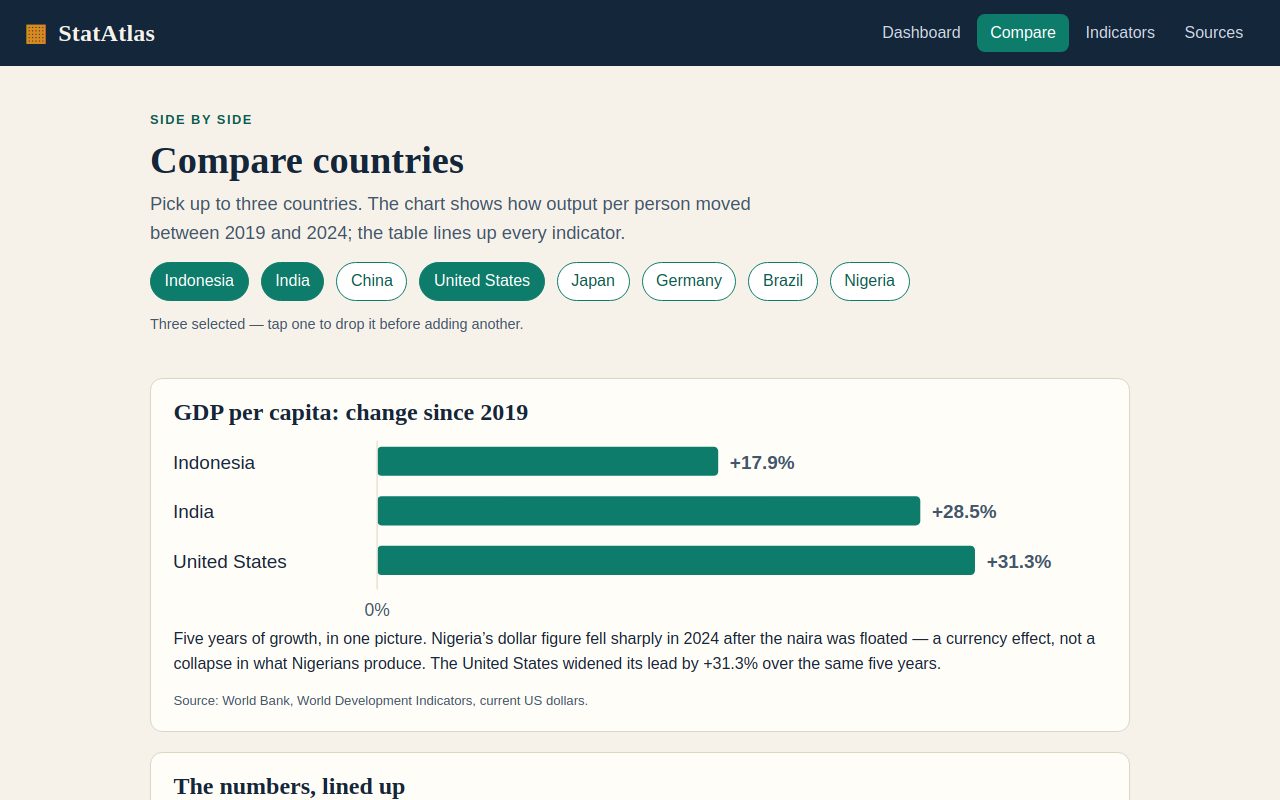 StatAtlas
Dashboard
Compare
Indicators
Sources
SIDE BY SIDE
Compare countries
Pick up to three countries. The chart shows how output per person moved
between 2019 and 2024; the table lines up every indicator.
Indonesia
India
China
United States
Japan
Germany
Brazil
Nigeria
Three selected — tap one to drop it before adding another.
GDP per capita: change since 2019
Indonesia +17.9%
India +28.5%
United States +31.3%
0%
Five years of growth, in one picture. Nigeria’s dollar figure fell sharply in 2024 after the naira was floated — a currency effect, not a
collapse in what Nigerians produce. The United States widened its lead by +31.3% over the same five years.
Source: World Bank, World Development Indicators, current US dollars.
The numbers, lined up